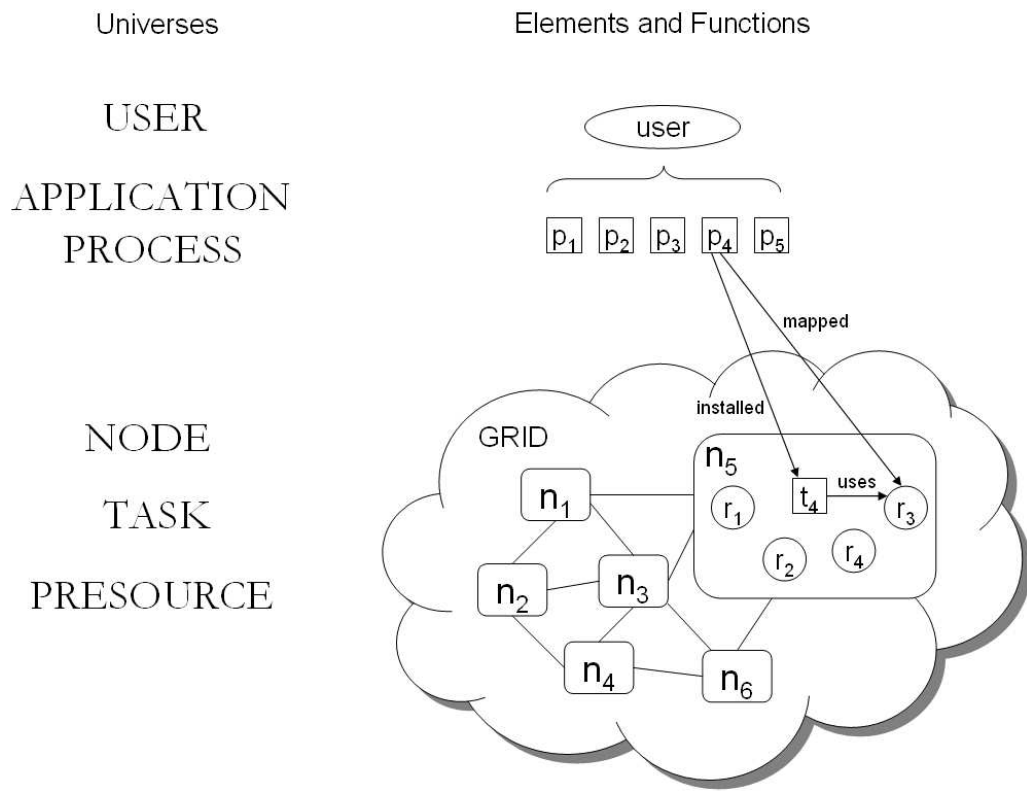 Universes
Elements and Functions
USER
user
APPLICATION
PROCESS
p₁ p₂ p₃ p₄ p₅
mapped
installed
NODE
GRID
n₅
n₁
uses
TASK
r₁
t₄
r₃
r₂
r₄
PRESOURCE
n₂
n₃
n₄
n₆